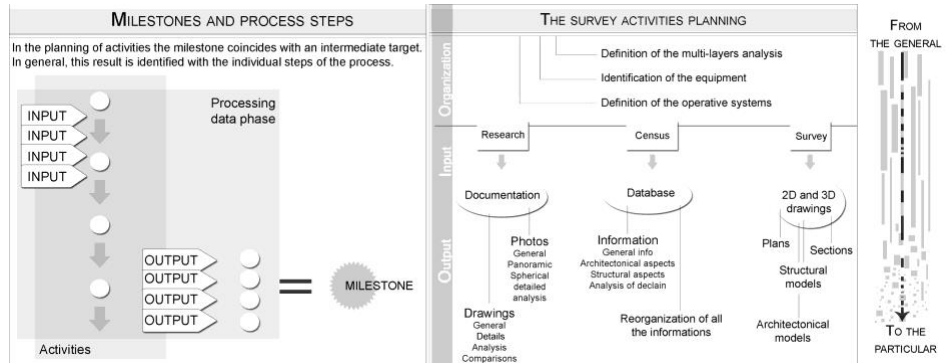 MILESTONES AND PROCESS STEPS
In the planning of activities the milestone coincides with an intermediate target.
In general, this result is identified with the individual steps of the process.
Processing
data phase
INPUT
INPUT
INPUT
INPUT
OUTPUT
OUTPUT
OUTPUT
OUTPUT
MILESTONE
Activities
THE SURVEY ACTIVITIES PLANNING
Organization
Definition of the multi-layers analysis
Identification of the equipment
Definition of the operative systems
Input
Research
Census
Survey
Output
Documentation
Database
2D and 3D
drawings
Photos
General
Panoramic
Spherical
detailed
analysis
Drawings
General
Details
Analysis
Comparisons
Information
General info
Architectonical aspects
Structural aspects
Analysis of declain
Reorganization of all
the informations
Plans
Sections
Structural
models
Architectonical
models
FROM
THE GENERAL
TO THE
PARTICULAR